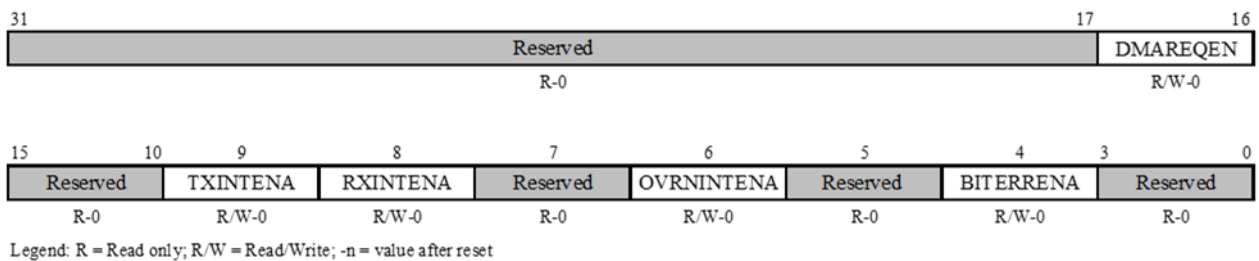 31 17 16
Reserved DMAREQEN
R-0 R/W-0
15 10 9 8 7 6 5 4 3 0
Reserved TXINTENA RXINTENA Reserved OVRNINTENA Reserved BITERRENA Reserved
R-0 R/W-0 R/W-0 R-0 R/W-0 R-0 R/W-0 R-0
Legend: R = Read only; R/W = Read/Write; -n = value after reset